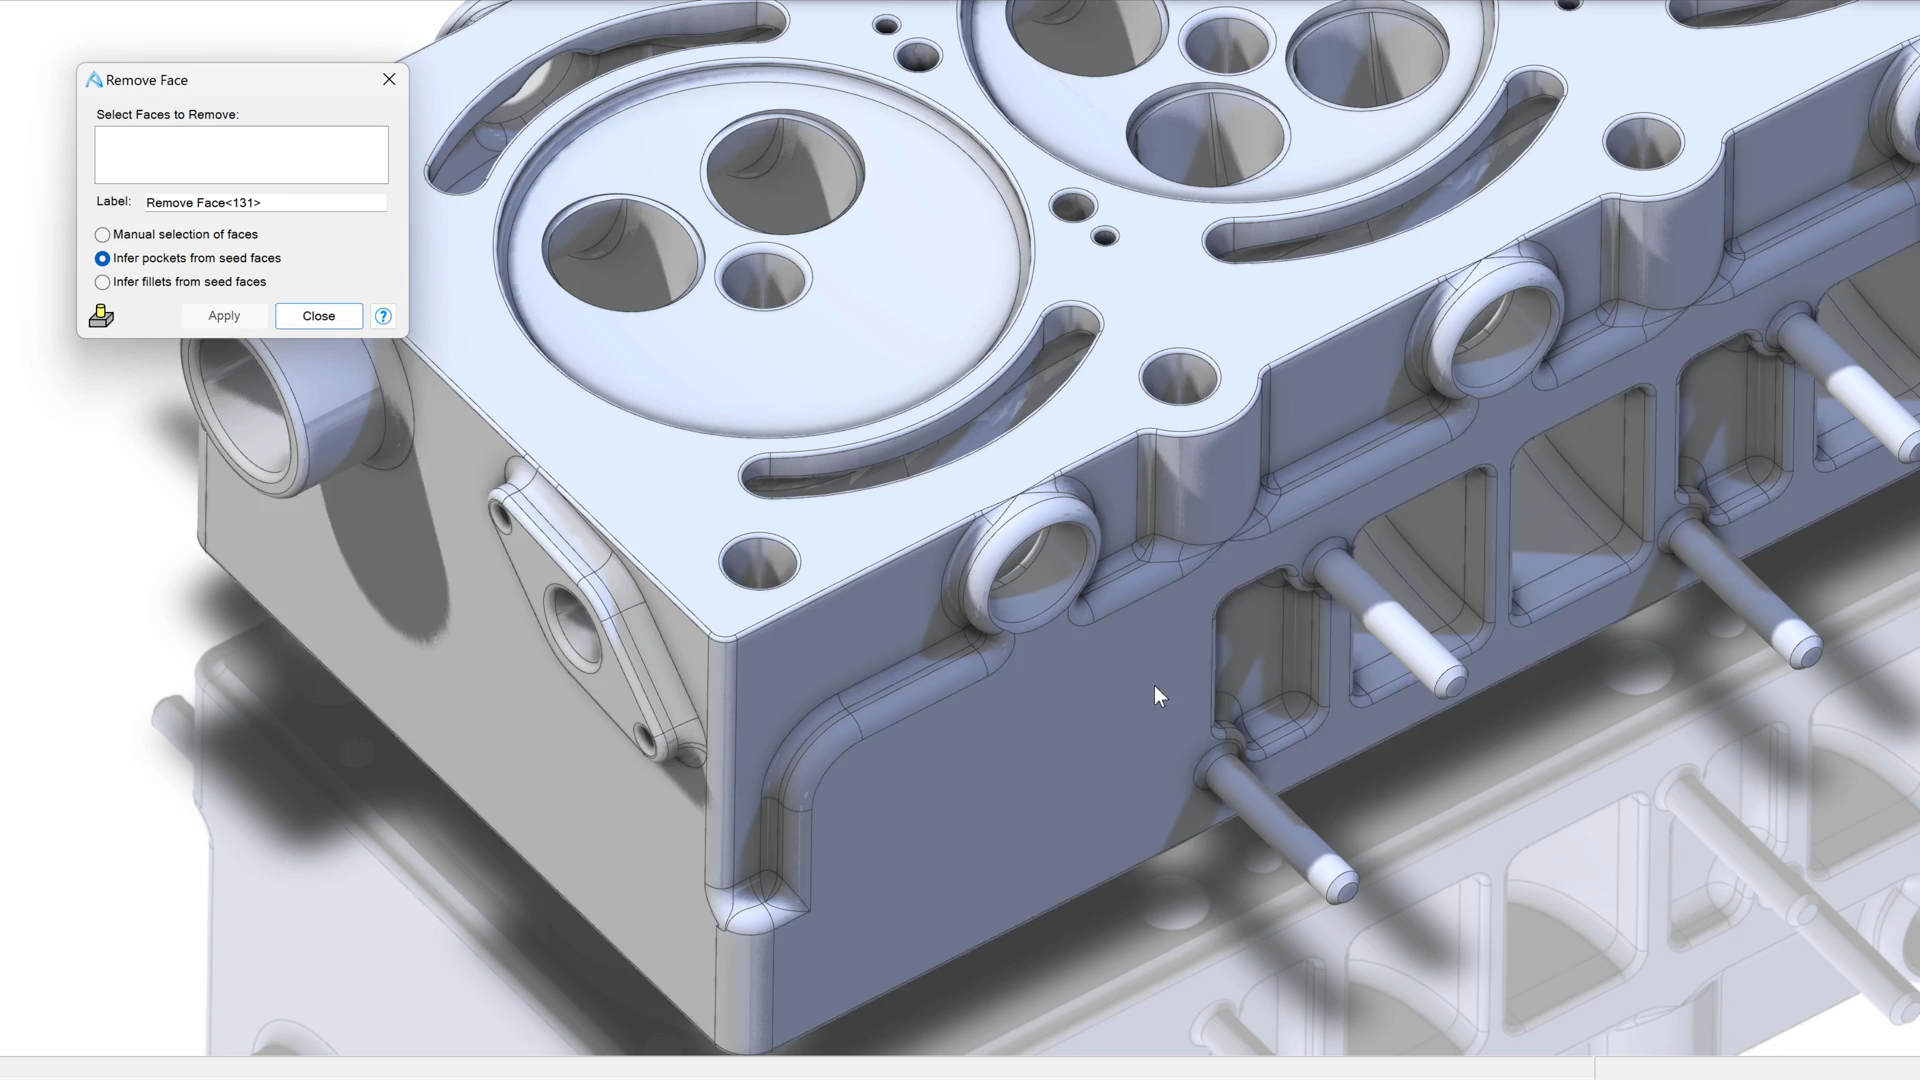 Remove Face
Select Faces to Remove:
Label: Remove Face<131>
Manual selection of faces
Infer pockets from seed faces
Infer fillets from seed faces
Apply Close ?